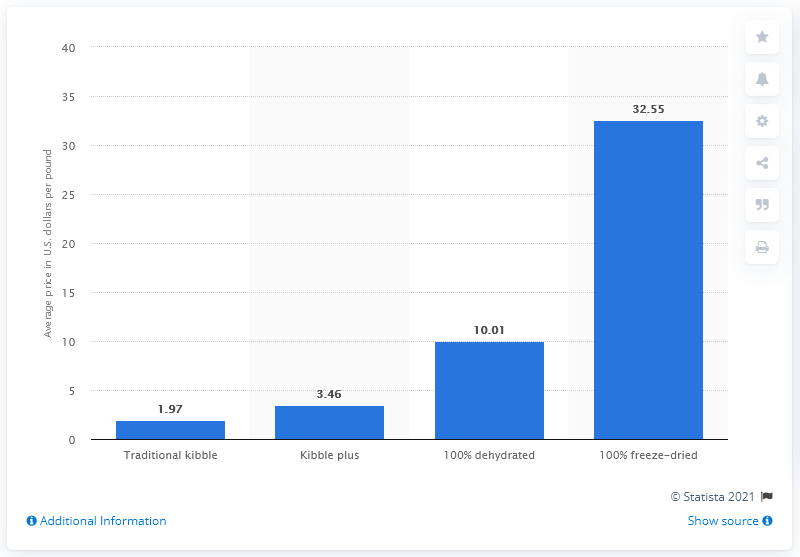 40
35
30
25
20
15
10
5
0
Average price in U.S. dollars per pound
1.97
3.46
10.01
32.55
Traditional kibble
Kibble plus
100% dehydrated
100% freeze-dried
© Statista 2021
Additional Information
Show source